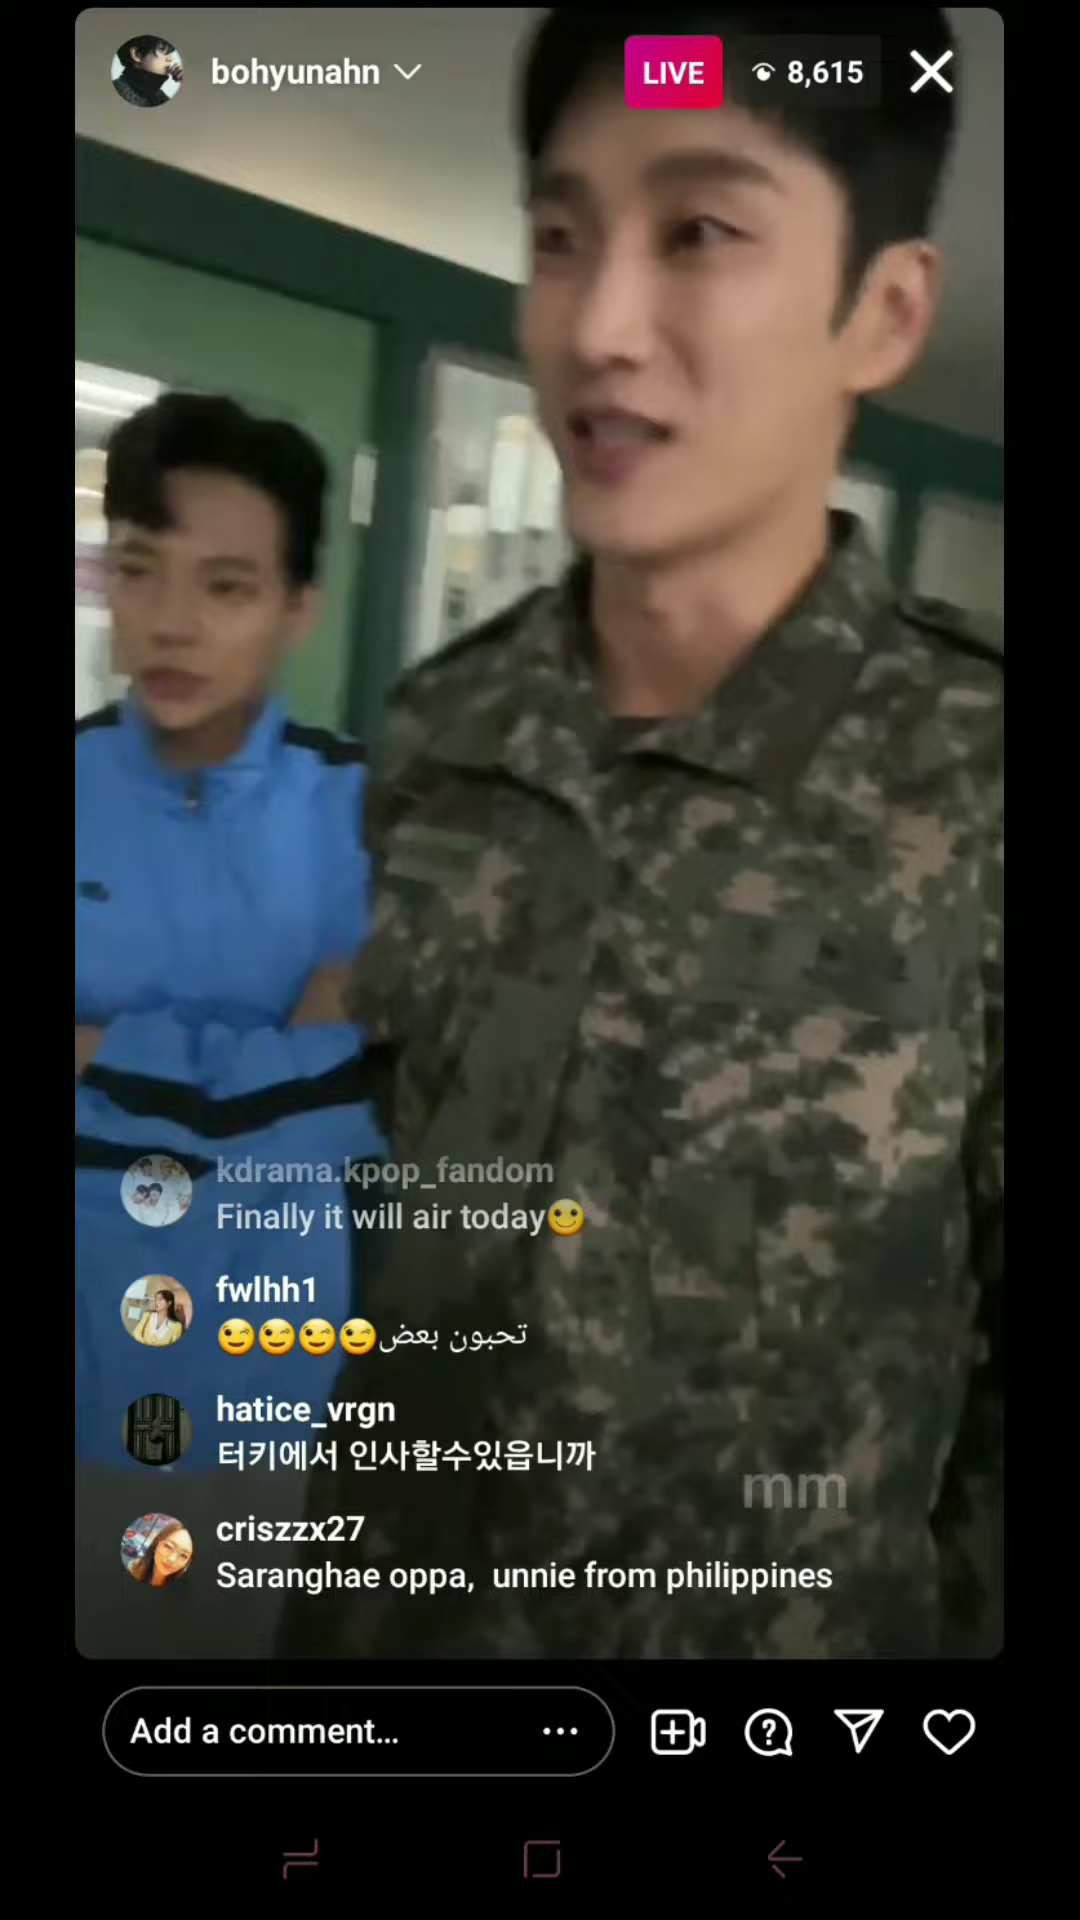 bohyunahn
LIVE
8,615
kdrama.kpop_fandom
Finally it will air today🙂
fwlhh1
تحبون بعض😉😉😉😉
hatice_vrgn
터키에서 인사할수있읍니까
mm
criszzx27
Saranghae oppa, unnie from philippines
Add a comment...